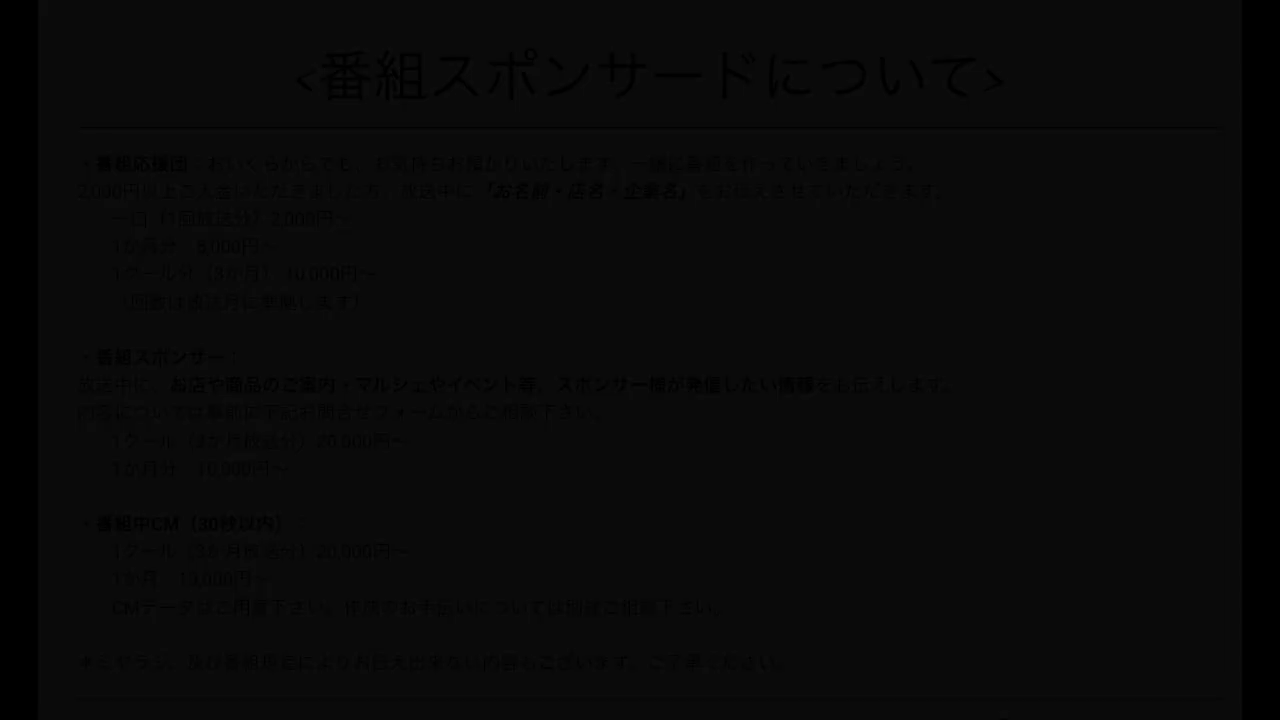 <番組スポンサードについて>
・番組応援団：おいくらからでも、お気持ちお預かりいたします。一緒に番組を作っていきましょう。
2,000円以上ご入金いただきました方、放送中に「お名前・店名・企業名」をお伝えさせていただきます。
一口（1回放送分）2,000円〜
1か月分　5,000円〜
1クール分（3か月）10,000円〜
（回数は放送月に準拠します）
・番組スポンサー：
放送中に、お店や商品のご案内・マルシェやイベント等、スポンサー様が発信したい情報をお伝えします。
内容については事前に下記お問合せフォームからご相談下さい。
1クール（3か月放送分）20,000円〜
1か月分　10,000円〜
・番組中CM（30秒以内）：
1クール（3か月放送分）20,000円〜
1か月　10,000円〜
CMデータはご用意下さい。作成のお手伝いについては別途ご相談下さい。
及び番組規定によりお伝え出来ない内容もございます。ご了承ください